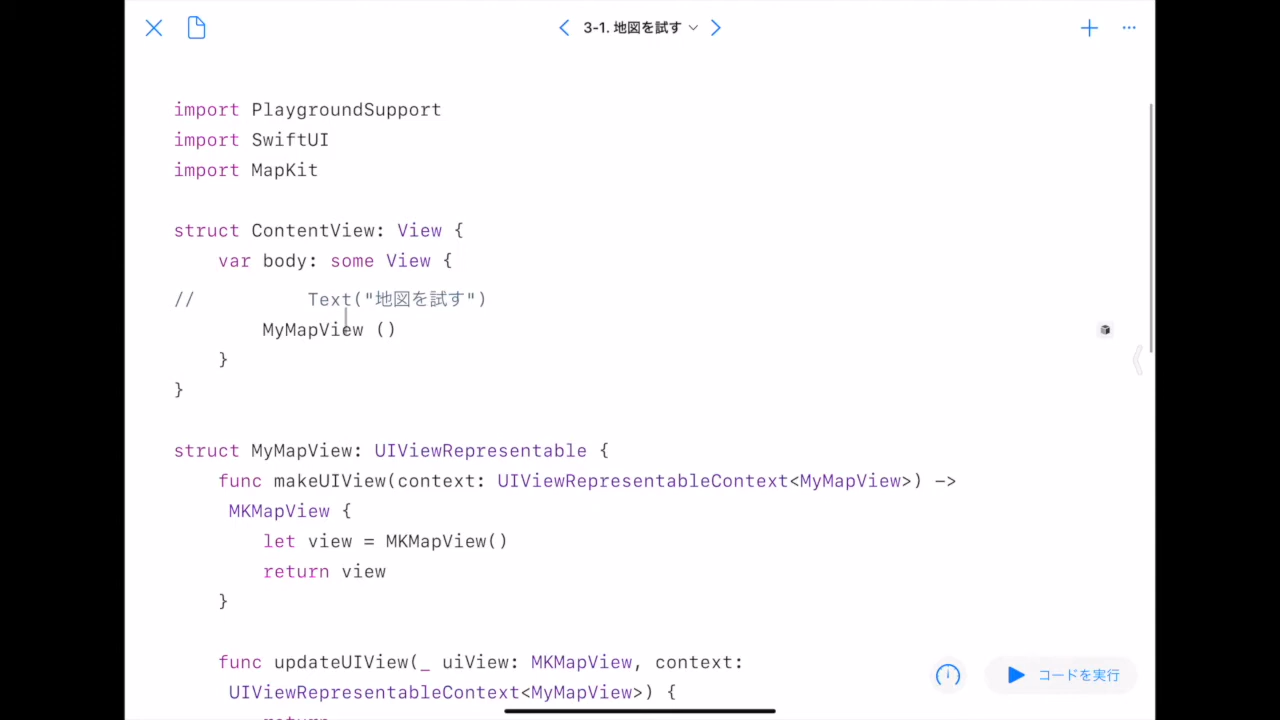 3-1. 地図を試す
import PlaygroundSupport
import SwiftUI
import MapKit
struct ContentView: View {
    var body: some View {
//          Text("地図を試す")
        MyMapView ()
    }
}
struct MyMapView: UIViewRepresentable {
    func makeUIView(context: UIViewRepresentableContext<MyMapView>) ->
     MKMapView {
        let view = MKMapView()
        return view
    }
    func updateUIView(_ uiView: MKMapView, context:
     UIViewRepresentableContext<MyMapView>) {
        return
コードを実行